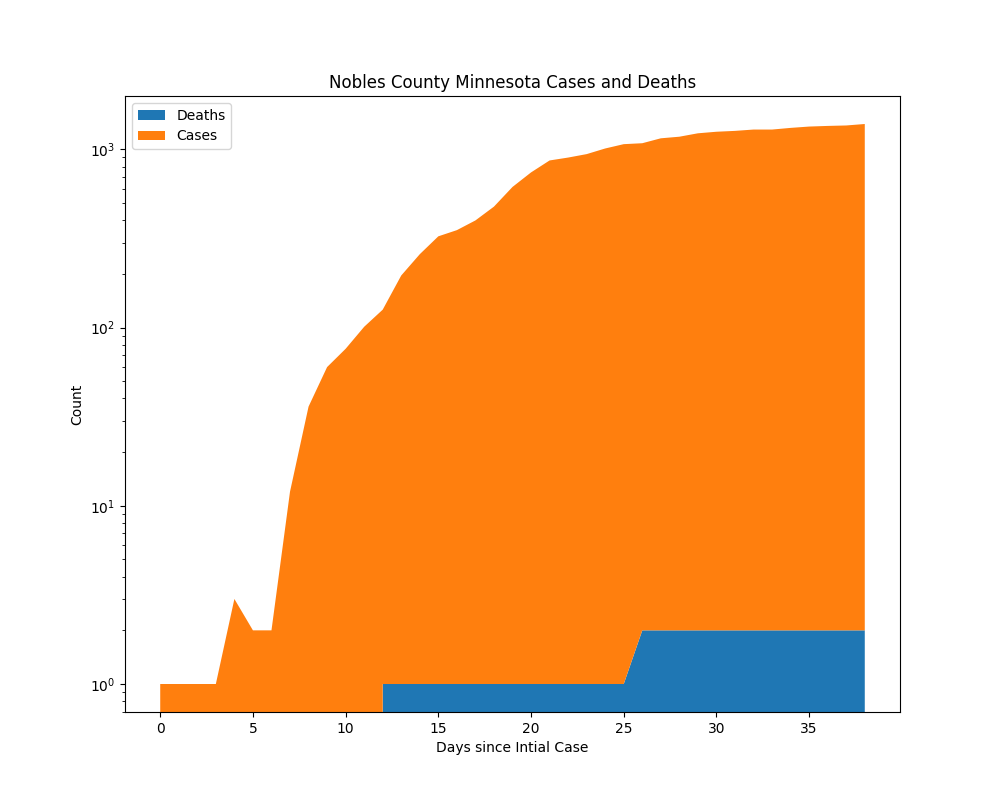 Nobles County Minnesota Cases and Deaths
Deaths
Cases
10³
10²
10¹
10⁰
Count
0 5 10 15 20 25 30 35
Days since Intial Case